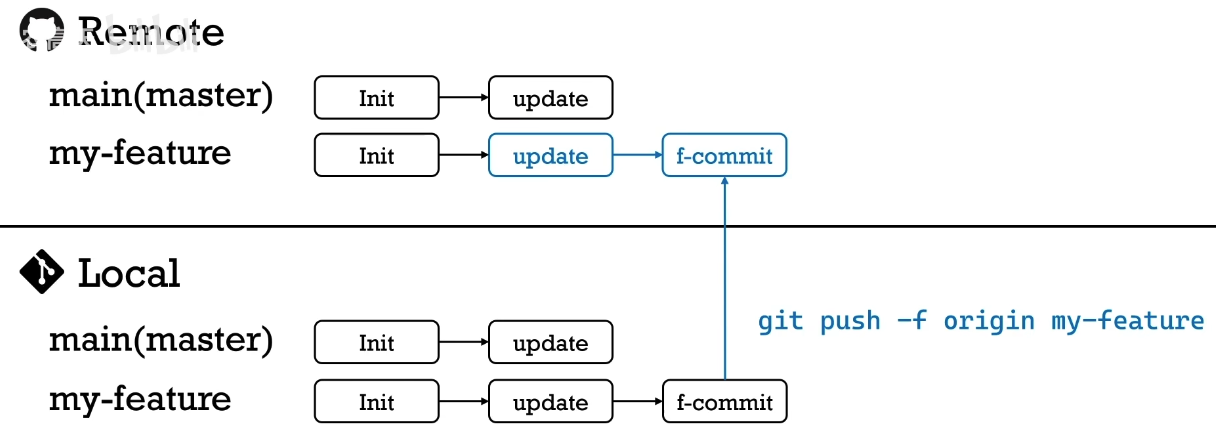 Remote
main(master) Init update
my-feature Init update f-commit
Local
git push -f origin my-feature
main(master) Init update
my-feature Init update f-commit